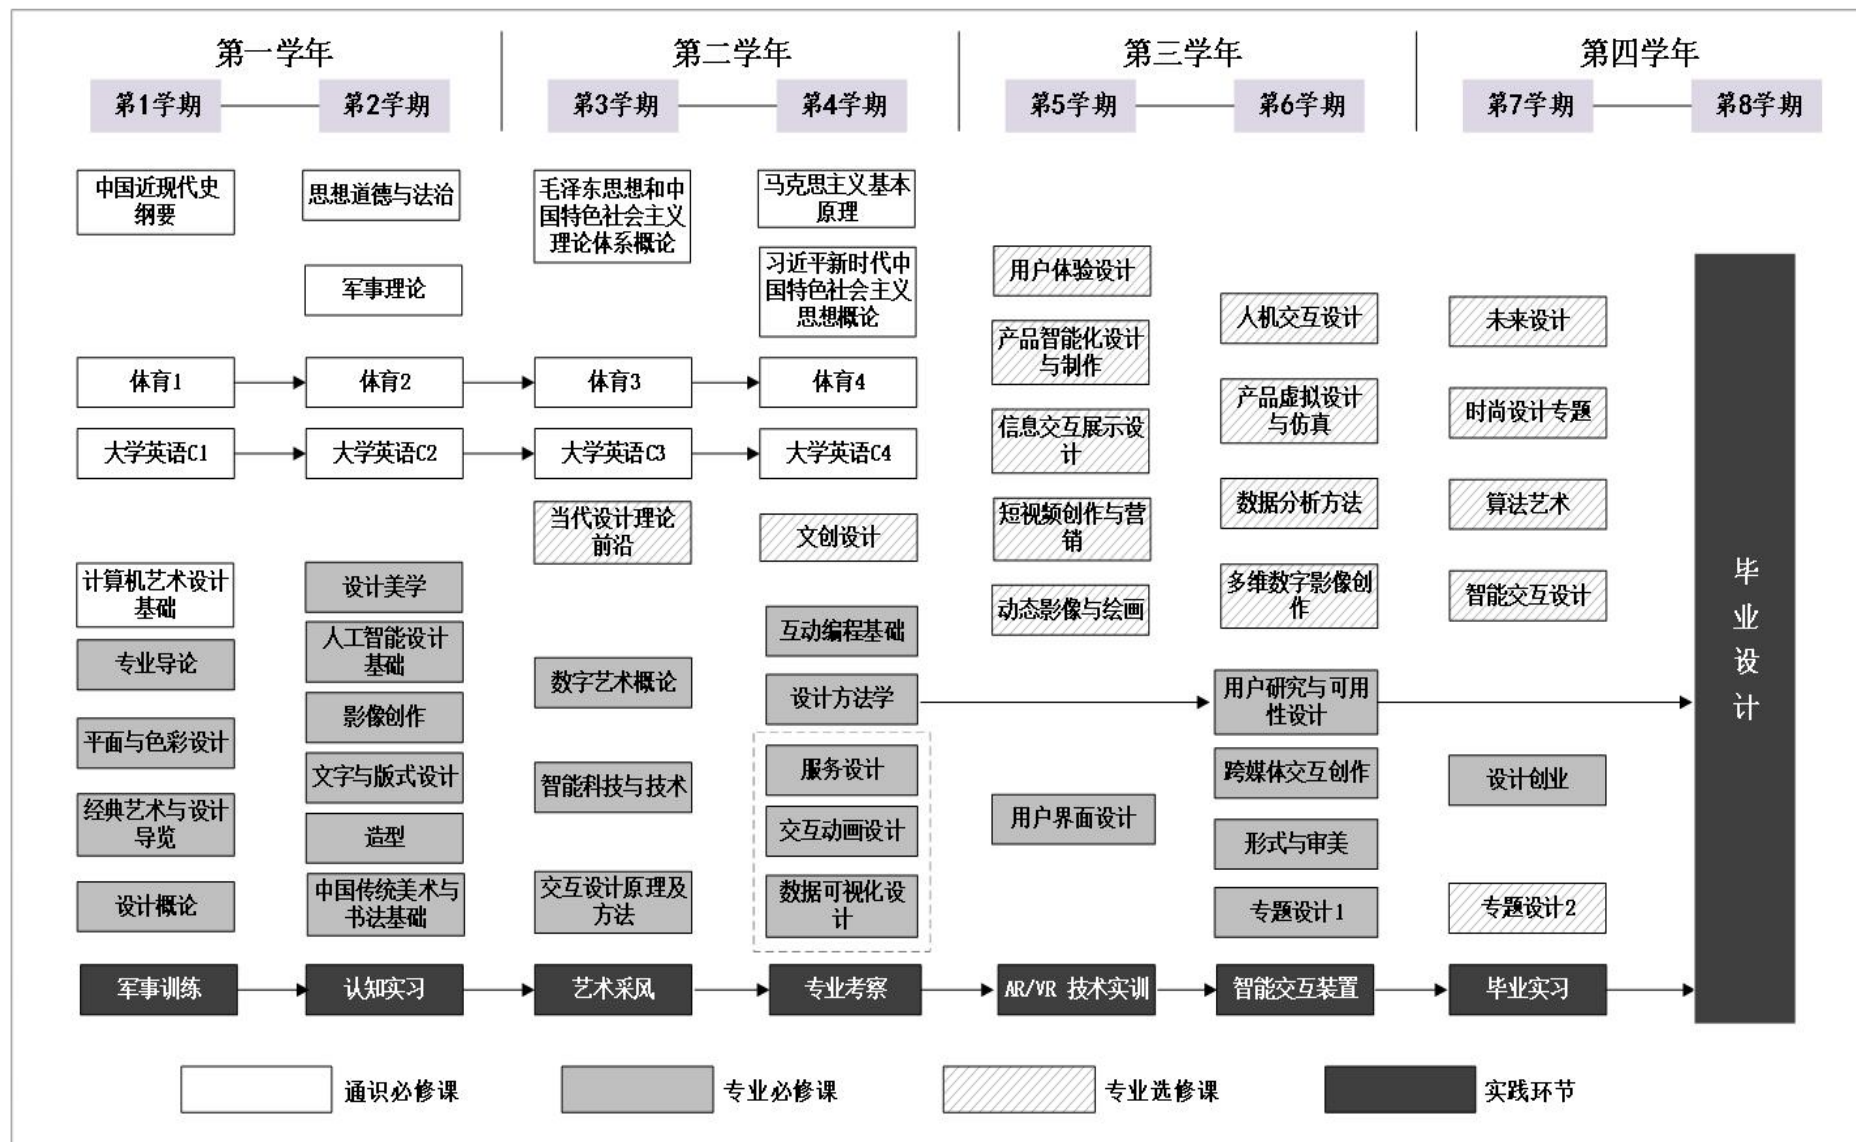 第一学年
第二学年
第三学年
第四学年
第1学期
第2学期
第3学期
第4学期
第5学期
第6学期
第7学期
第8学期
中国近现代史
纲要
体育1
大学英语C1
计算机艺术设计
基础
专业导论
平面与色彩设计
经典艺术与设计
导览
设计概论
军事训练
思想道德与法治
军事理论
体育2
大学英语C2
设计美学
人工智能设计
基础
影像创作
文字与版式设计
造型
中国传统美术与
书法基础
认知实习
毛泽东思想和中
国特色社会主义
理论体系概论
体育3
大学英语C3
当代设计理论
前沿
数字艺术概论
智能科技与技术
交互设计原理及
方法
艺术采风
马克思主义基本
原理
习近平新时代中
国特色社会主义
思想概论
体育4
大学英语C4
文创设计
互动编程基础
设计方法学
服务设计
交互动画设计
数据可视化设
计
专业考察
用户体验设计
产品智能化设计
与制作
信息交互展示设
计
短视频创作与营
销
动态影像与绘画
用户界面设计
AR/VR 技术实训
人机交互设计
产品虚拟设计
与仿真
数据分析方法
多维数字影像创
作
用户研究与可用
性设计
跨媒体交互创作
形式与审美
专题设计1
智能交互装置
未来设计
时尚设计专题
算法艺术
智能交互设计
设计创业
专题设计2
毕业实习
毕
业
设
计
通识必修课
专业必修课
专业选修课
实践环节